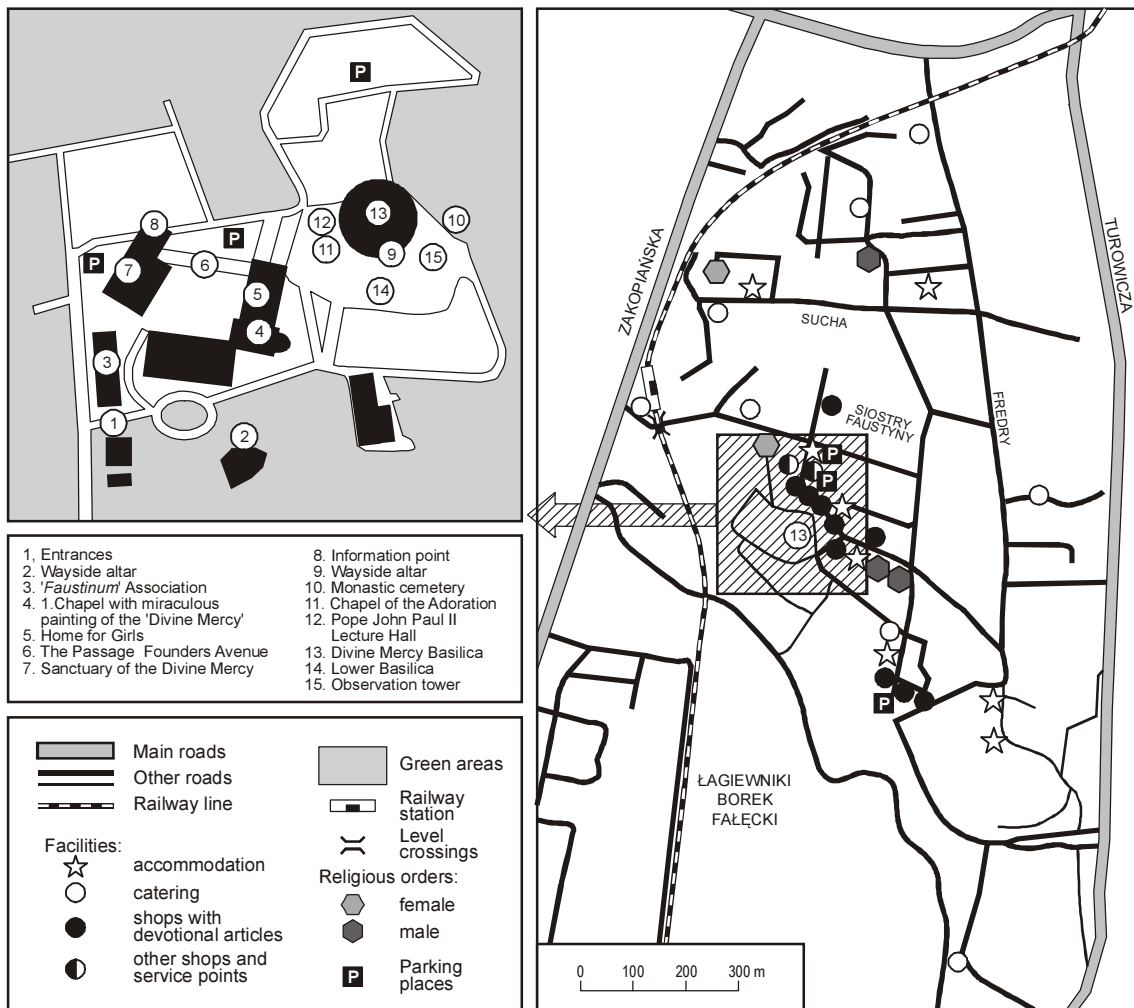 P
13
12
10
8
P
11
9
15
P
6
7
5
14
4
3
1
2
1, Entrances
2. Wayside altar
3. 'Faustinum' Association
4. 1.Chapel with miraculous
painting of the 'Divine Mercy'
5. Home for Girls
6. The Passage Founders Avenue
7. Sanctuary of the Divine Mercy
8. Information point
9. Wayside altar
10. Monastic cemetery
11. Chapel of the Adoration
12. Pope John Paul II
Lecture Hall
13. Divine Mercy Basilica
14. Lower Basilica
15. Observation tower
Main roads
Other roads
Railway line
Facilities:
accommodation
catering
shops with
devotional articles
other shops and
service points
Green areas
Railway
station
Level
crossings
Religious orders:
female
male
P
Parking
places
ZAKOPIAŃSKA
TUROWICZA
SUCHA
FREDRY
SIOSTRY
FAUSTYNY
P
P
13
P
ŁAGIEWNIKI
BOREK
FAŁĘCKI
0 100 200 300 m